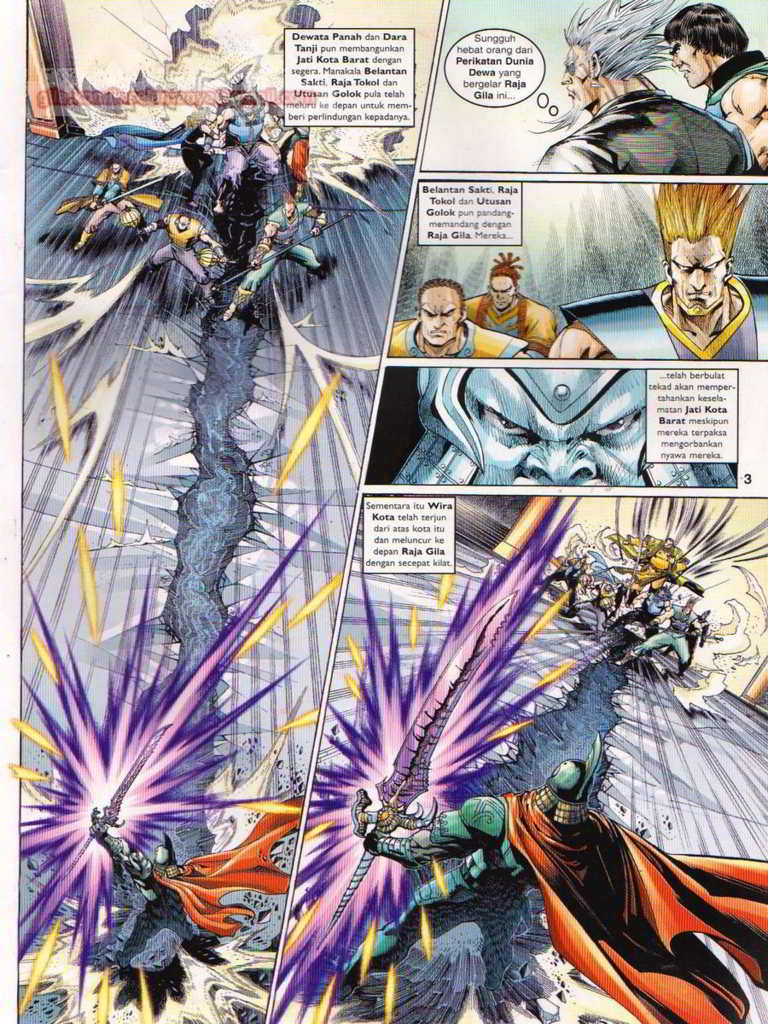 Dewata Panah dan Dara
Tanji pun membangunkan
Jati Kota Barat dengan
segera. Manakala Belantan
Sakti, Raja Tokol dan
Utusan Golok pula telah
meluru ke depan untuk mem-
beri perlindungan kepadanya.
Sungguh
hebat orang dari
Perikatan Dunia
Dewa yang
bergelar Raja
Gila ini...
Belantan Sakti, Raja
Tokol dan Utusan
Golok pun pandang-
memandang dengan
Raja Gila. Mereka...
...telah berbulat
tekad akan memper-
tahankan kesela-
matan Jati Kota
Barat meskipun
mereka terpaksa
mengorbankan
nyawa mereka.
3
Sementara itu Wira
Kota telah terjun
dari atas kota itu
dan meluncur ke
depan Raja Gila
dengan secepat kilat.